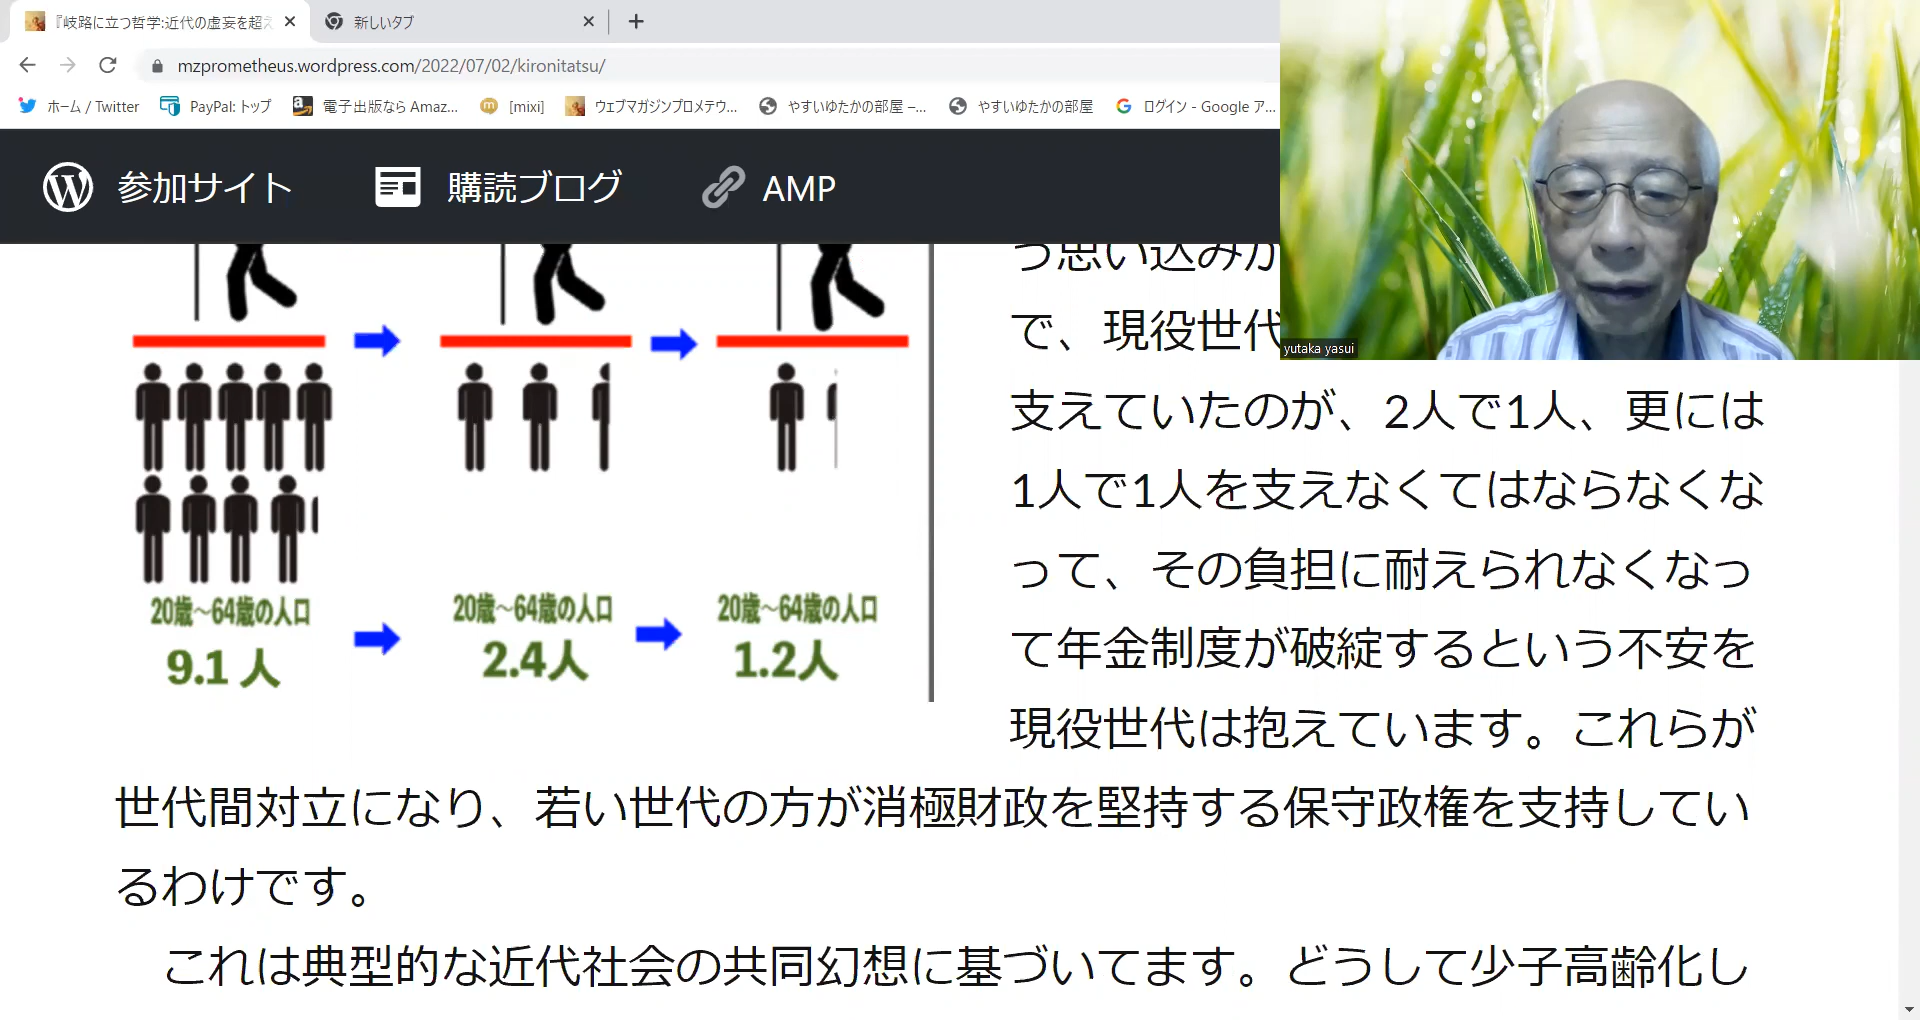 『岐路に立つ哲学:近代の虚妄を超え
新しいタブ
mzprometheus.wordpress.com/2022/07/02/kironitatsu/
ホーム / Twitter
PayPal: トップ
電子出版なら Amaz...
[mixi]
ウェブマガジンプロメテウ...
やすいゆたかの部屋 –...
やすいゆたかの部屋
ログイン - Google ア...
参加サイト
購読ブログ
AMP
yutaka yasui
20歳～64歳の人口
9.1 人
20歳～64歳の人口
2.4人
20歳～64歳の人口
1.2人
う思い込みが
で、現役世代
支えていたのが、2人で1人、更には
1人で1人を支えなくてはならなくな
って、その負担に耐えられなくなっ
て年金制度が破綻するという不安を
現役世代は抱えています。これらが
世代間対立になり、若い世代の方が消極財政を堅持する保守政権を支持してい
るわけです。
これは典型的な近代社会の共同幻想に基づいてます。どうして少子高齢化し